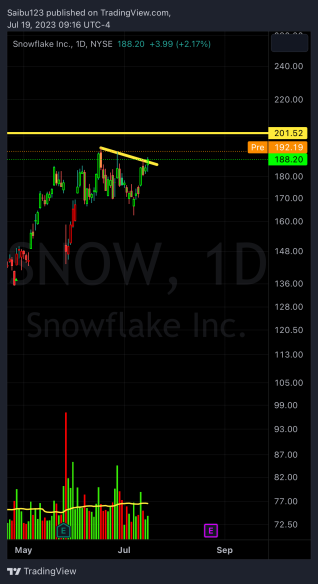 Saibu123 published on TradingView.com,
Jul 19, 2023 09:16 UTC-4
Snowflake Inc., 1D, NYSE 188.20 +3.99 (+2.17%)
240.00
220.00
201.52
Pre 192.19
188.20
180.00
170.00
160.00
SNOW, 1D
148.00
136.00
Snowflake Inc.
128.00
120.50
113.00
105.00
99.00
93.00
87.00
82.00
77.00
72.50
E
E
May Jul Sep
TradingView